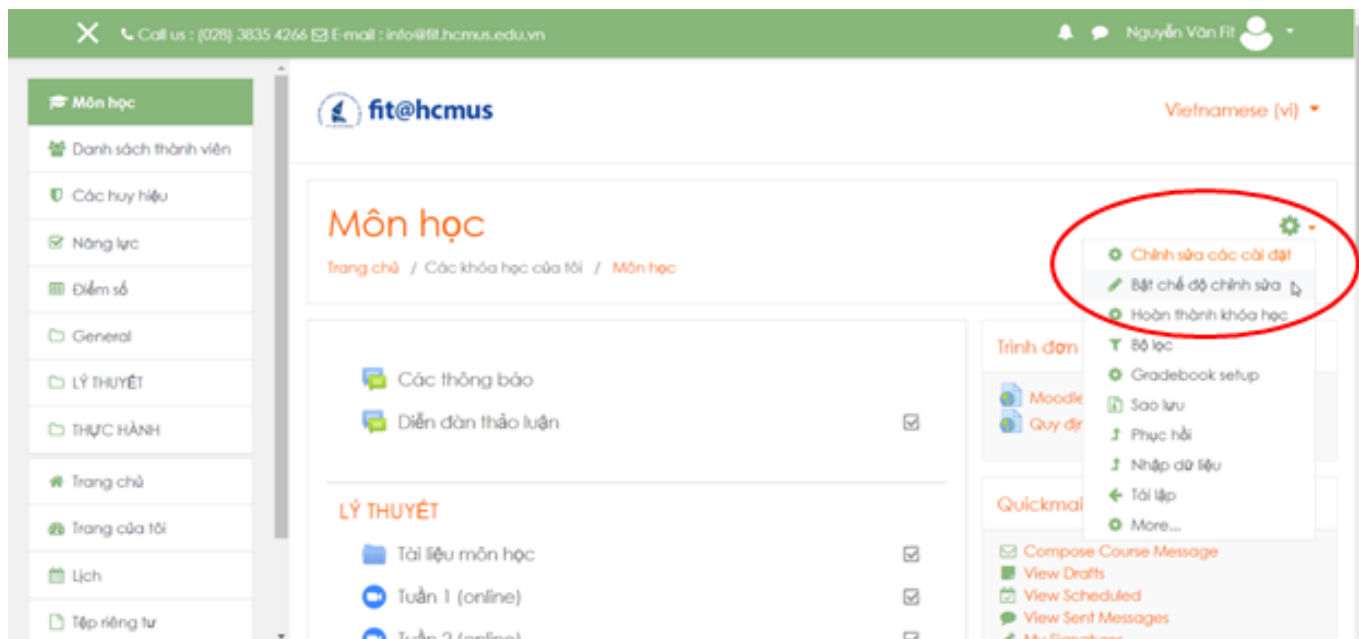 Call us : (028) 3835 4266 E-mail : info@fit.hcmus.edu.vn
Nguyễn Văn Fit
Môn học
Danh sách thành viên
Các huy hiệu
Năng lực
Điểm số
General
LÝ THUYẾT
THỰC HÀNH
Trang chủ
Trang của tôi
Lịch
Tệp riêng tư
fit@hcmus
Vietnamese (vi)
Môn học
Trang chủ / Các khóa học của tôi / Môn học
Chỉnh sửa các cài đặt
Bật chế độ chỉnh sửa
Hoàn thành khóa học
Bộ lọc
Gradebook setup
Sao lưu
Phục hồi
Nhập dữ liệu
Tái lập
More...
Các thông báo
Diễn đàn thảo luận
LÝ THUYẾT
Tài liệu môn học
Tuần 1 (online)
Tuần 2 (online)
Trình đơn
Moodle
Quy địn
Quickmai
Compose Course Message
View Drafts
View Scheduled
View Sent Messages
My Signatures